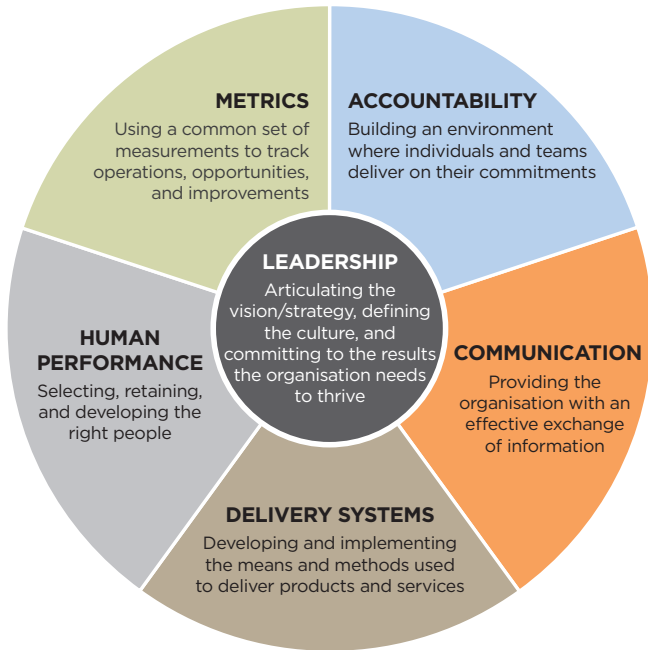 METRICS
Using a common set of
measurements to track
operations, opportunities,
and improvements
ACCOUNTABILITY
Building an environment
where individuals and teams
deliver on their commitments
LEADERSHIP
Articulating the
vision/strategy, defining
the culture, and
committing to the results
the organisation needs
to thrive
HUMAN
PERFORMANCE
Selecting, retaining,
and developing the
right people
COMMUNICATION
Providing the
organisation with an
effective exchange
of information
DELIVERY SYSTEMS
Developing and implementing
the means and methods used
to deliver products and services